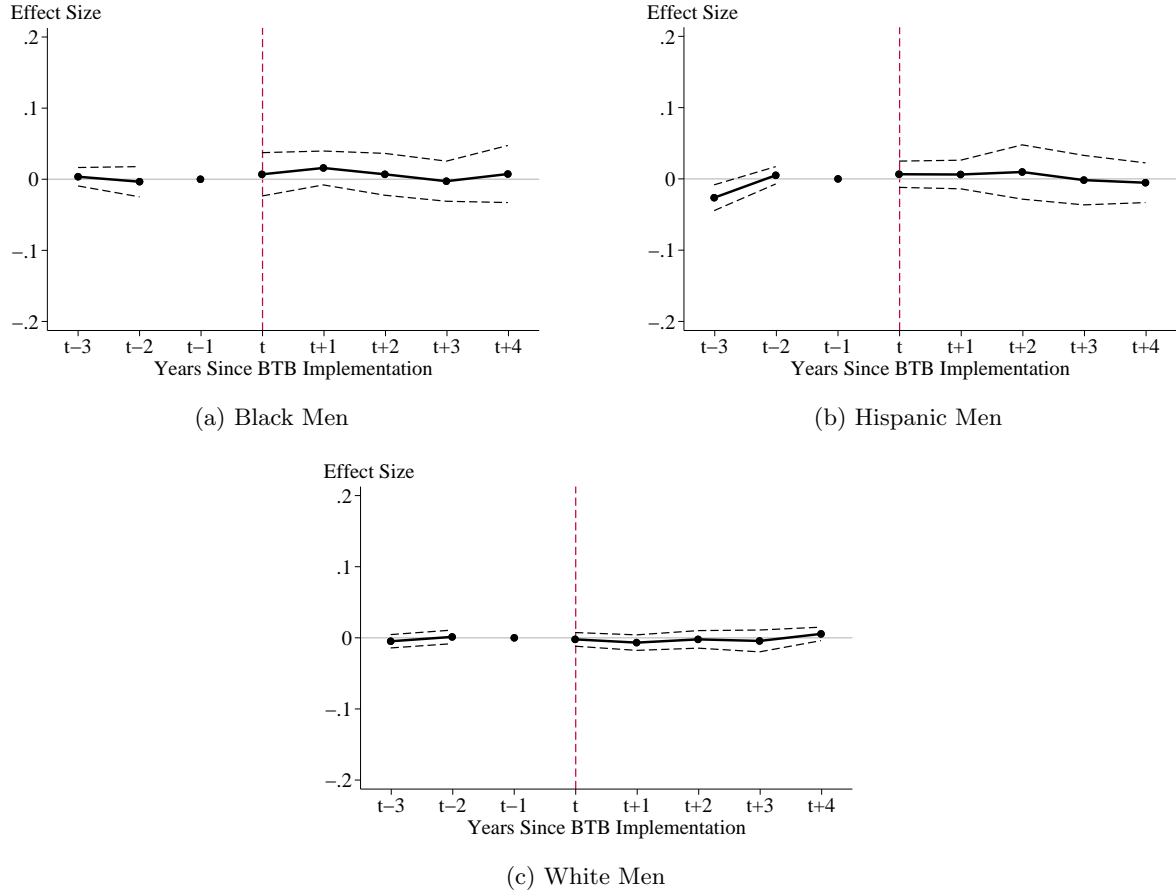 Effect Size
.2
.1
0
−.1
−.2
t−3 t−2 t−1 t t+1 t+2 t+3 t+4
Years Since BTB Implementation
(a) Black Men
Effect Size
.2
.1
0
−.1
−.2
t−3 t−2 t−1 t t+1 t+2 t+3 t+4
Years Since BTB Implementation
(b) Hispanic Men
Effect Size
.2
.1
0
−.1
−.2
t−3 t−2 t−1 t t+1 t+2 t+3 t+4
Years Since BTB Implementation
(c) White Men